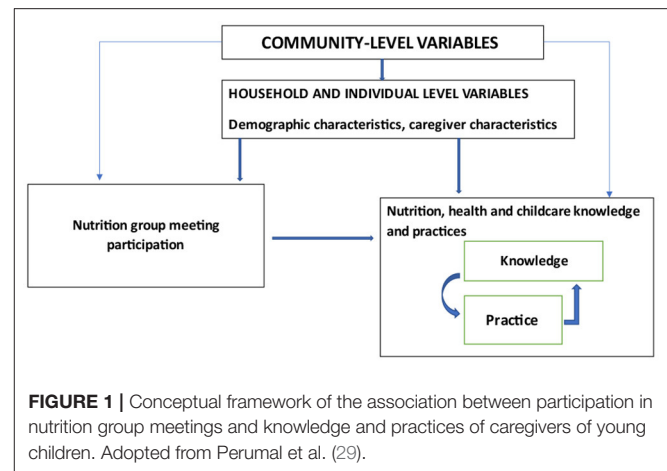 COMMUNITY-LEVEL VARIABLES
HOUSEHOLD AND INDIVIDUAL LEVEL VARIABLES
Demographic characteristics, caregiver characteristics
Nutrition group meeting
participation
Nutrition, health and childcare knowledge
and practices
Knowledge
Practice
FIGURE 1 | Conceptual framework of the association between participation in
nutrition group meetings and knowledge and practices of caregivers of young
children. Adopted from Perumal et al. (29).